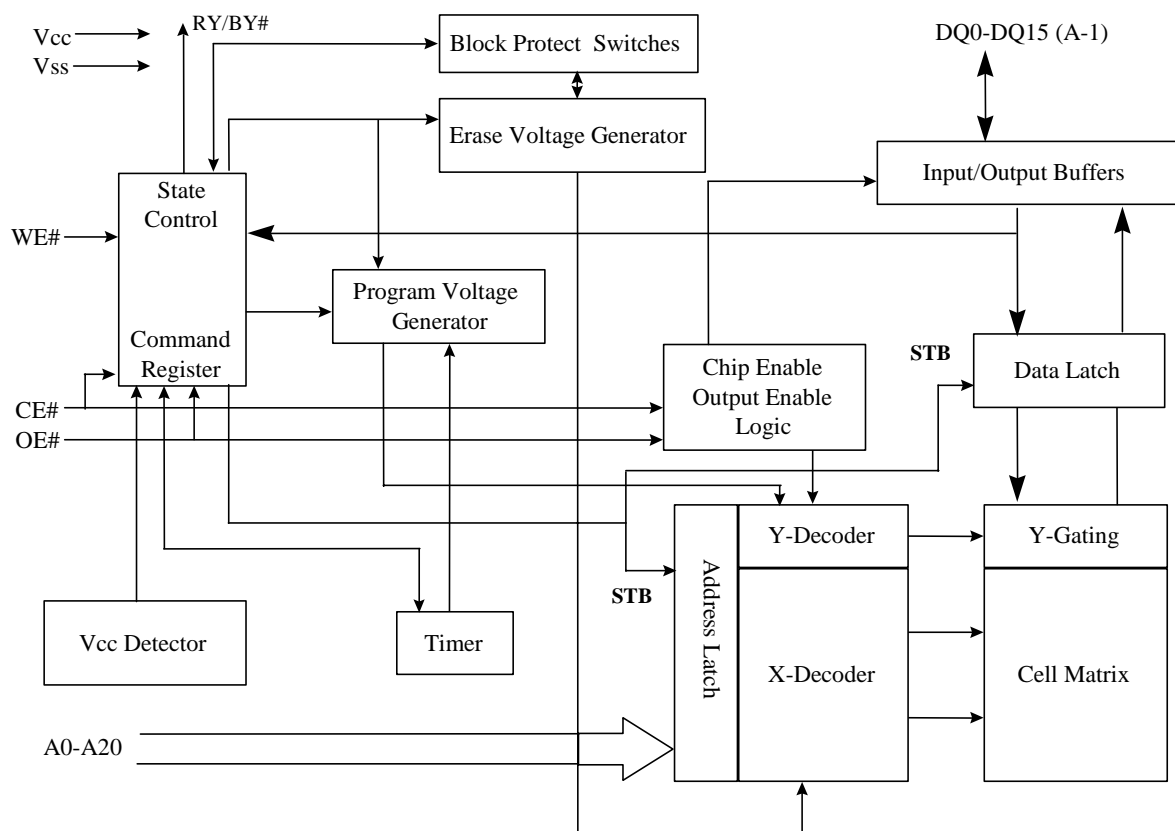 Vcc
Vss
RY/BY#
Block Protect Switches
DQ0-DQ15 (A-1)
Erase Voltage Generator
Input/Output Buffers
State
Control
WE#
Program Voltage
Generator
Command
Register
STB
Chip Enable
Output Enable
Logic
Data Latch
CE#
OE#
Address Latch
Y-Decoder
Y-Gating
STB
Vcc Detector
Timer
X-Decoder
Cell Matrix
A0-A20